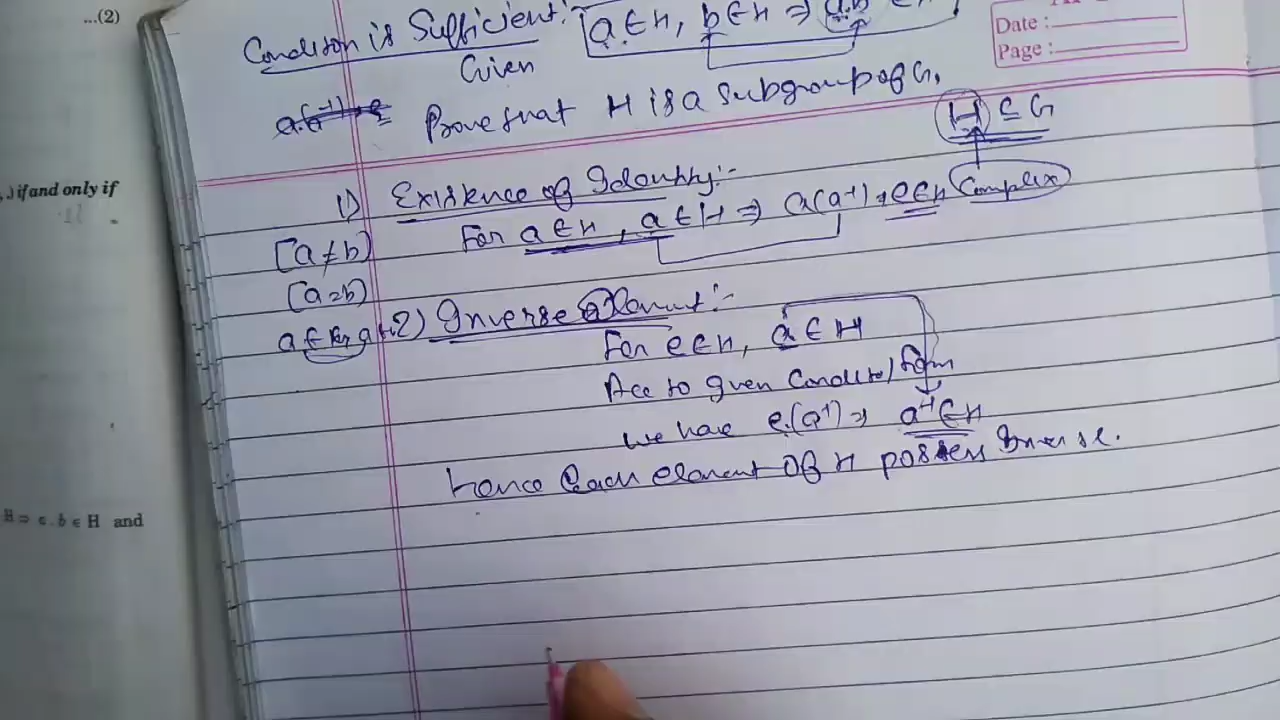 ...(2)
Condition is Sufficient: a∈H, b∈H ⇒
Date :
Given
Page :
Prove that H is a subgroup of G.
H ⊆ G
.) if and only if
1) Existence of Identity:-
[a≠b] For a∈H, a∈H ⇒ a(a⁻¹) = e∈H (Complex)
[a=b]
2) Inverse element:-
For e∈H, a∈H
Acc to given Condition/form
we have e.(a⁻¹) ⇒ a⁻¹∈H
hence Each element of H possess Inverse.
H ⇒ c . b ∈ H and